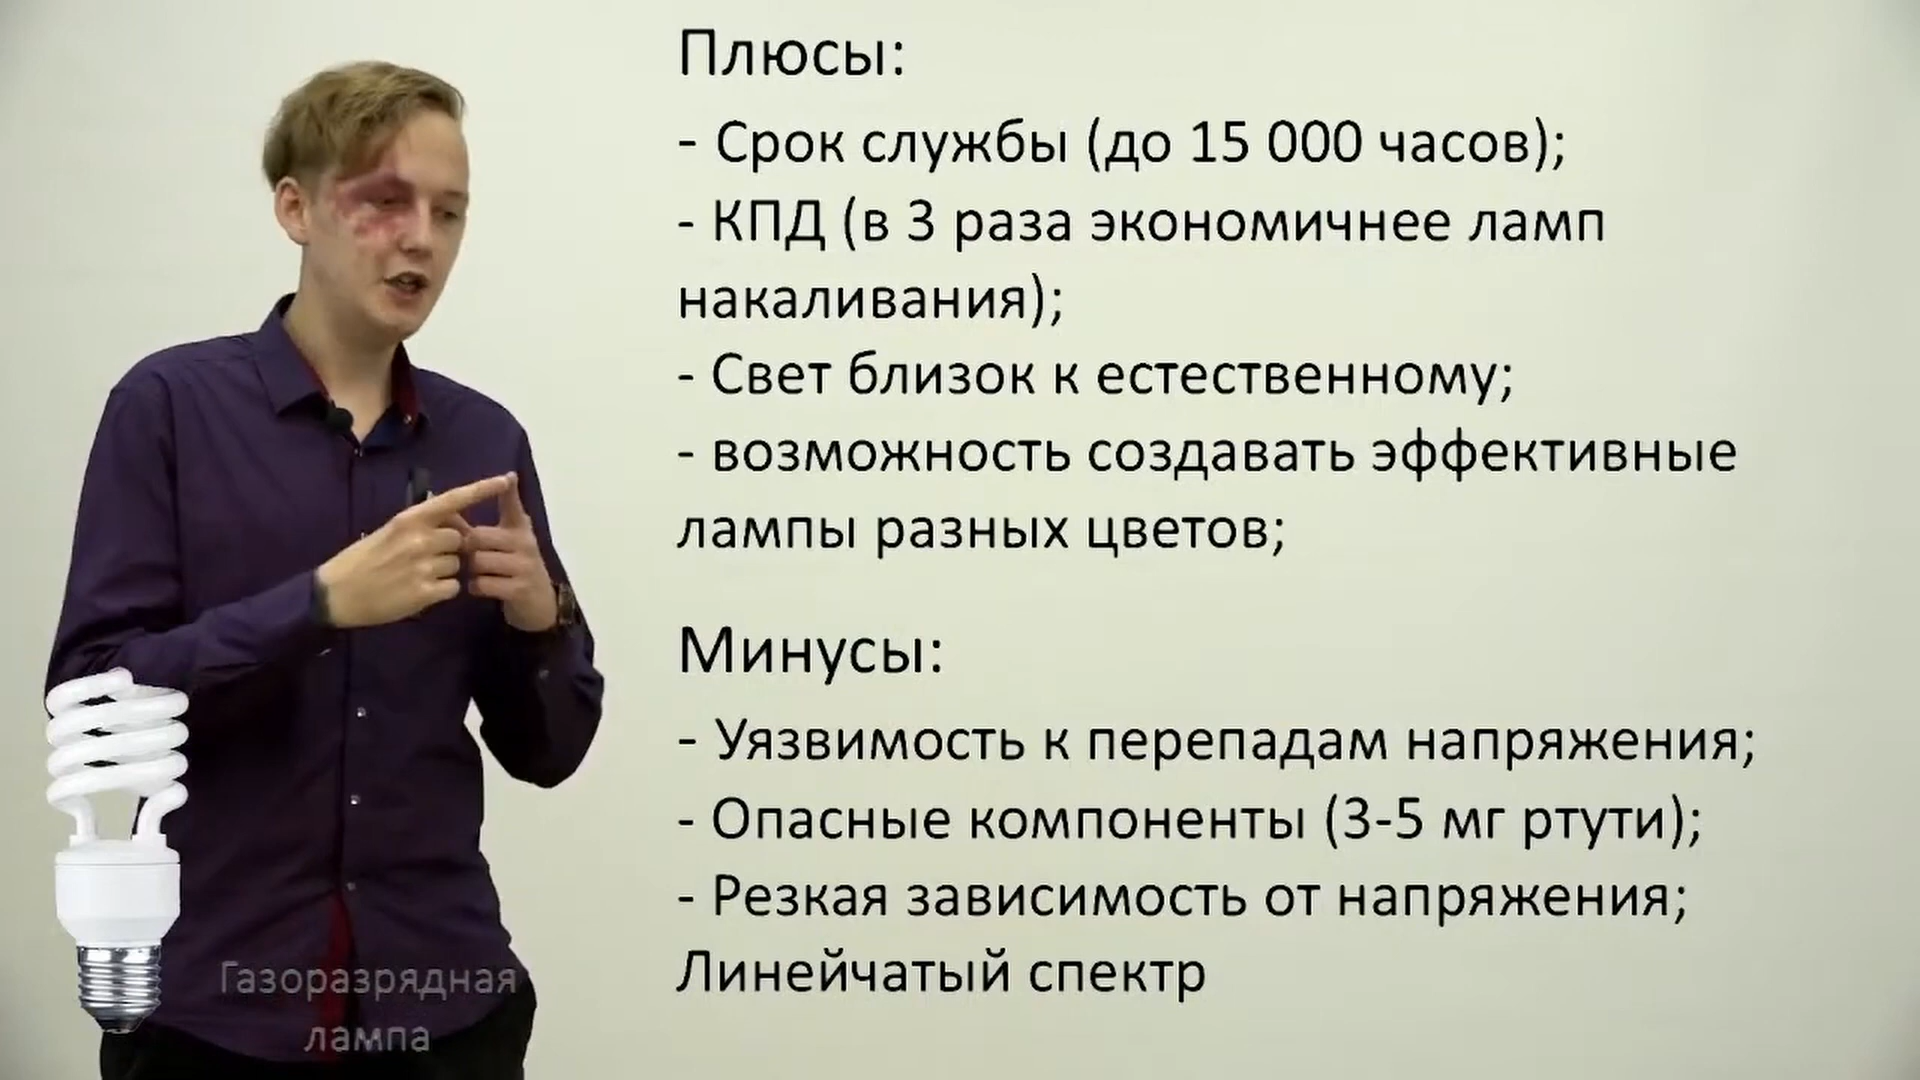 Плюсы:
- Срок службы (до 15 000 часов);
- КПД (в 3 раза экономичнее ламп
накаливания);
- Свет близок к естественному;
- возможность создавать эффективные
лампы разных цветов;
Минусы:
- Уязвимость к перепадам напряжения;
- Опасные компоненты (3-5 мг ртути);
- Резкая зависимость от напряжения;
Линейчатый спектр
Газоразрядная
лампа